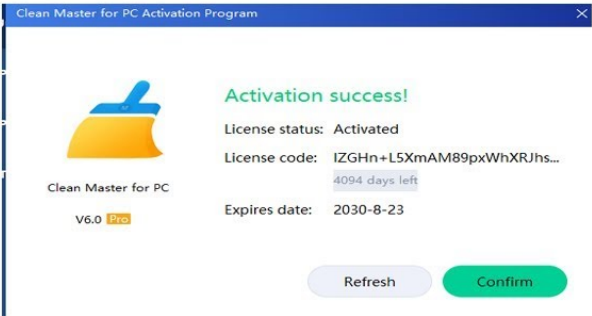 Clean Master for PC Activation Program
Activation success!
License status: Activated
License code: IZGHn+L5XmAM89pxWhXRJhs...
4094 days left
Clean Master for PC
Expires date: 2030-8-23
V6.0 Pro
Refresh Confirm